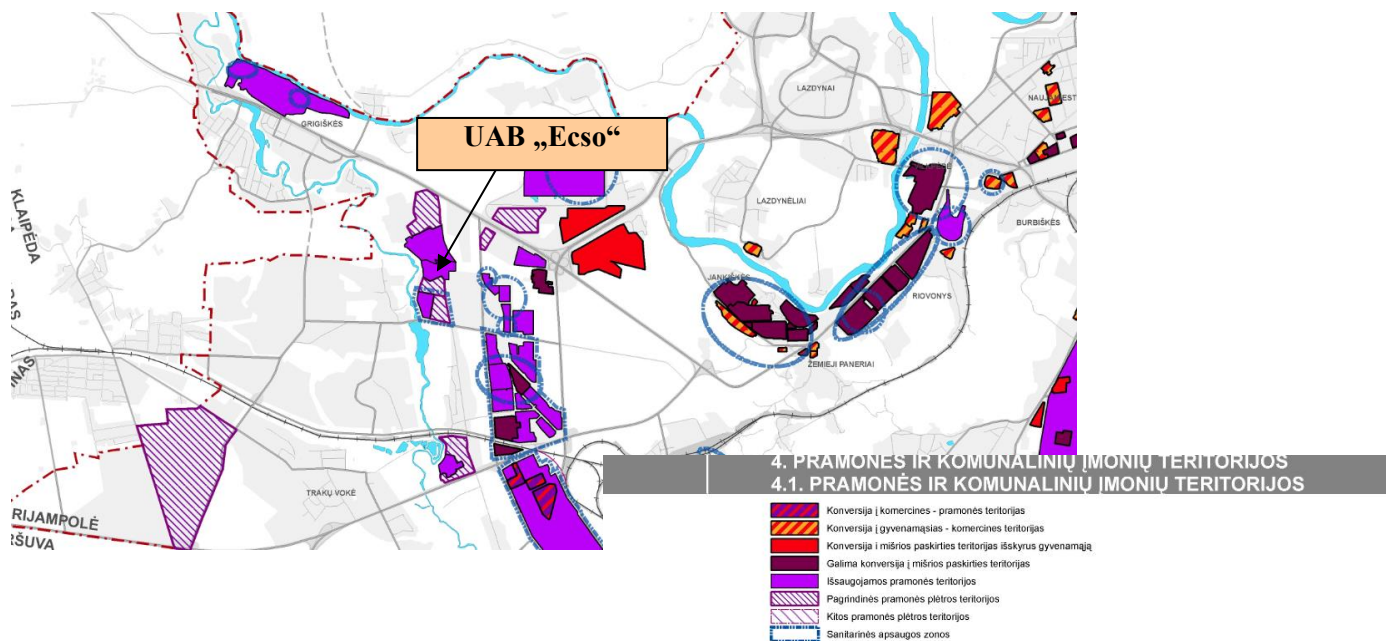 LAZDYNAI
NAUJAMIEST
GRIGIŠKĖS
UAB „Ecso“
KLAIPĖDA
LAZDYNĖLIAI
BURBIŠKĖS
JANKIŠKĖS
RIOVONYS
ŽEMIEJI PANERIAI
NAS
TRAKŲ VOKĖ
RIJAMPOLĖ
RŠUVA
4. PRAMONĖS IR KOMUNALINIŲ ĮMONIŲ TERITORIJOS
4.1. PRAMONĖS IR KOMUNALINIŲ ĮMONIŲ TERITORIJOS
Konversija į komercines - pramonės teritorijas
Konversija į gyvenamąsias - komercines teritorijas
Konversija i mišrios paskirties teritorijas išskyrus gyvenamąją
Galima konversija į mišrios paskirties teritorijas
Išsaugojamos pramonės teritorijos
Pagrindinės pramonės plėtros teritorijos
Kitos pramonės plėtros teritorijos
Sanitarinės apsaugos zonos